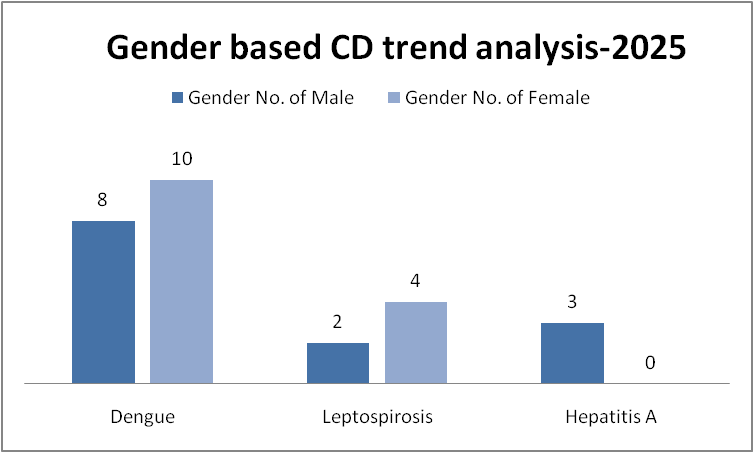 Gender based CD trend analysis-2025
Gender No. of Male Gender No. of Female
10
8
4
3
2
0
Dengue Leptospirosis Hepatitis A